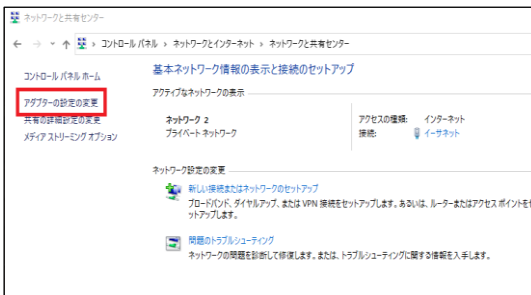 ネットワークと共有センター
コントロール パネル › ネットワークとインターネット › ネットワークと共有センター
コントロール パネル ホーム
アダプターの設定の変更
共有の詳細設定の変更
メディア ストリーミング オプション
基本ネットワーク情報の表示と接続のセットアップ
アクティブなネットワークの表示
ネットワーク 2
プライベート ネットワーク
アクセスの種類: インターネット
接続: イーサネット
ネットワーク設定の変更
新しい接続またはネットワークのセットアップ
ブロードバンド、ダイヤルアップ、または VPN 接続をセットアップします。あるいは、ルーターまたはアクセス ポイントをセ
ットアップします。
問題のトラブルシューティング
ネットワークの問題を診断して修復します。または、トラブルシューティングに関する情報を入手します。